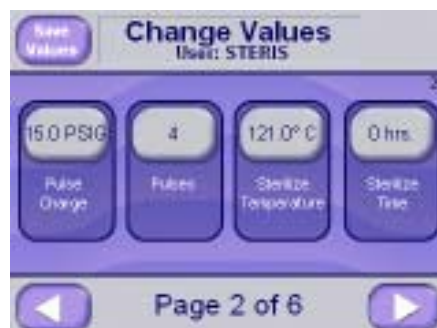 Save
Values
Change Values
User: STERIS
15.0 PSIG
4
121.0° C
0 hrs.
Pulse
Charge
Pulses
Sterilize
Temperature
Sterilize
Time
Page 2 of 6